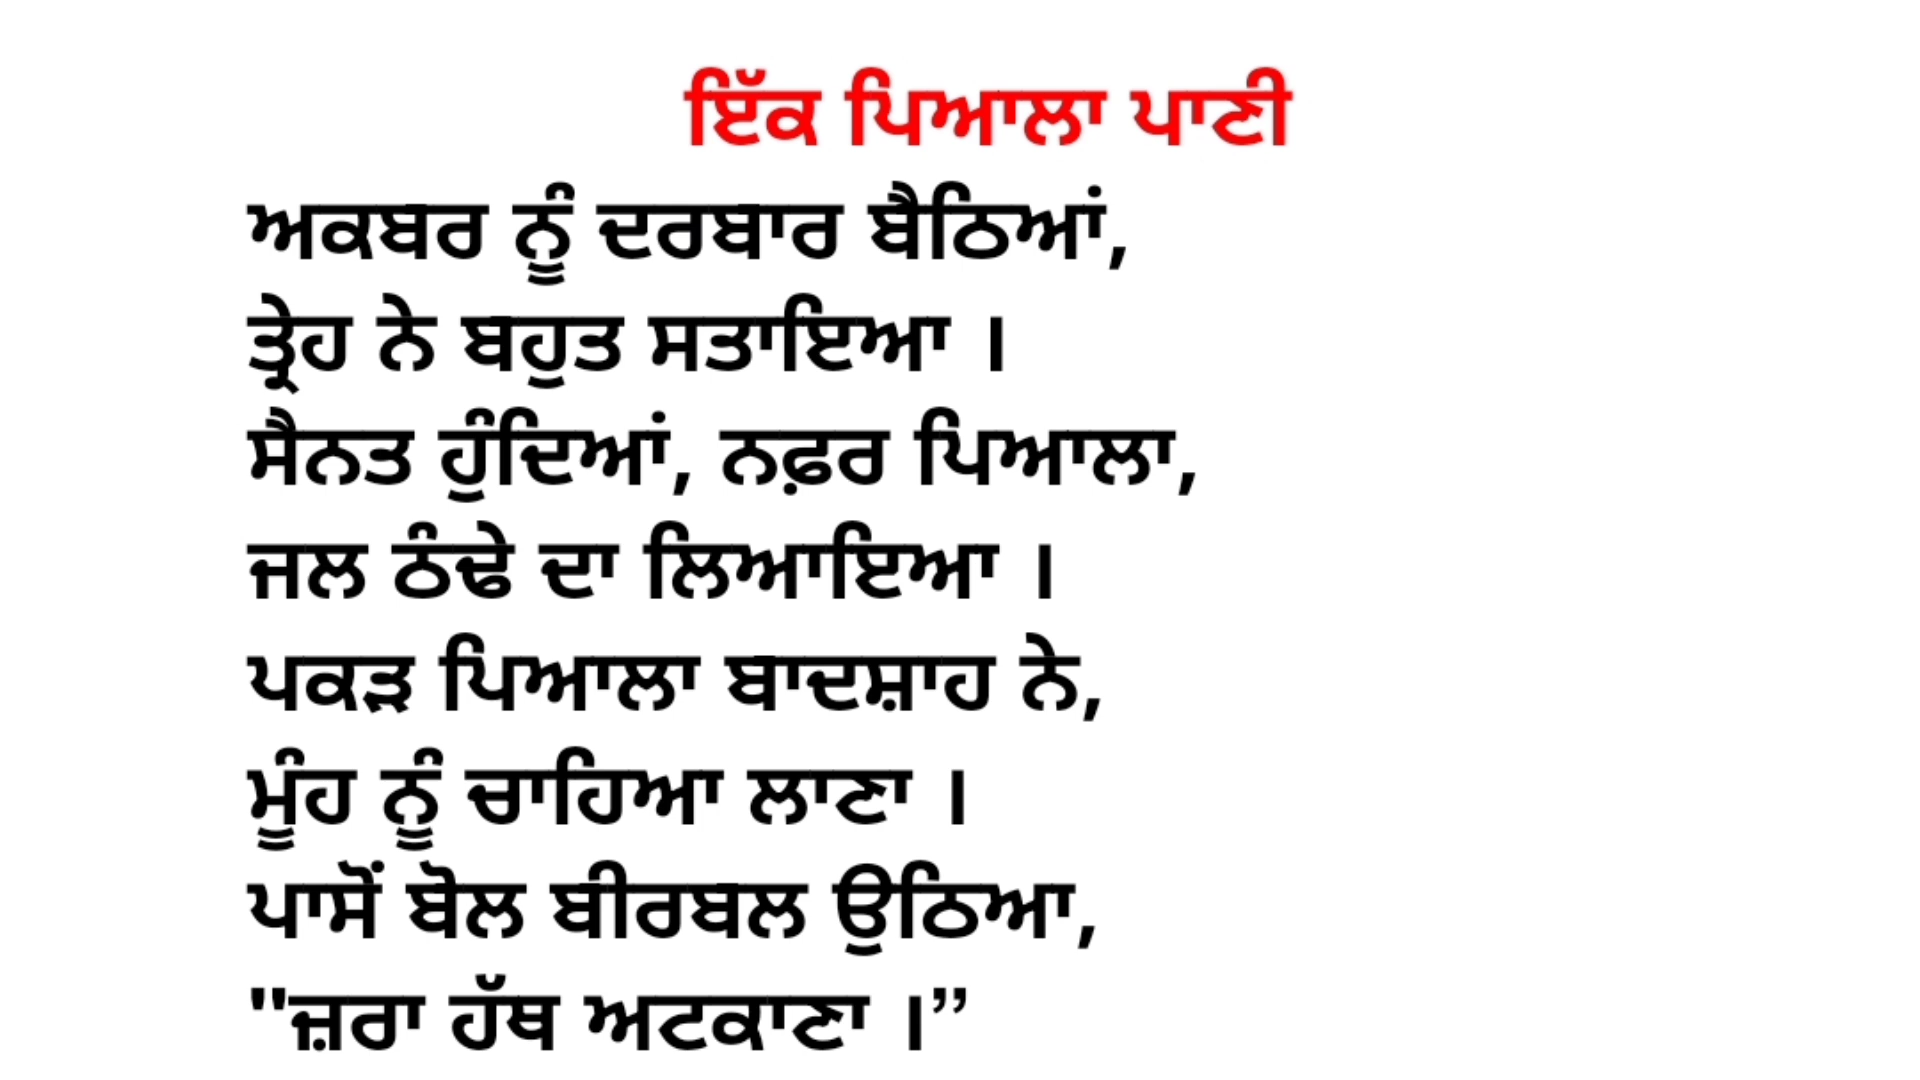 ਇੱਕ ਪਿਆਲਾ ਪਾਣੀ
ਅਕਬਰ ਨੂੰ ਦਰਬਾਰ ਬੈਠਿਆਂ,
ਤ੍ਰੇਹ ਨੇ ਬਹੁਤ ਸਤਾਇਆ ।
ਸੈਨਤ ਹੁੰਦਿਆਂ, ਨਫ਼ਰ ਪਿਆਲਾ,
ਜਲ ਠੰਢੇ ਦਾ ਲਿਆਇਆ ।
ਪਕੜ ਪਿਆਲਾ ਬਾਦਸ਼ਾਹ ਨੇ,
ਮੂੰਹ ਨੂੰ ਚਾਹਿਆ ਲਾਣਾ ।
ਪਾਸੋਂ ਬੋਲ ਬੀਰਬਲ ਉਠਿਆ,
"ਜ਼ਰਾ ਹੱਥ ਅਟਕਾਣਾ ।”